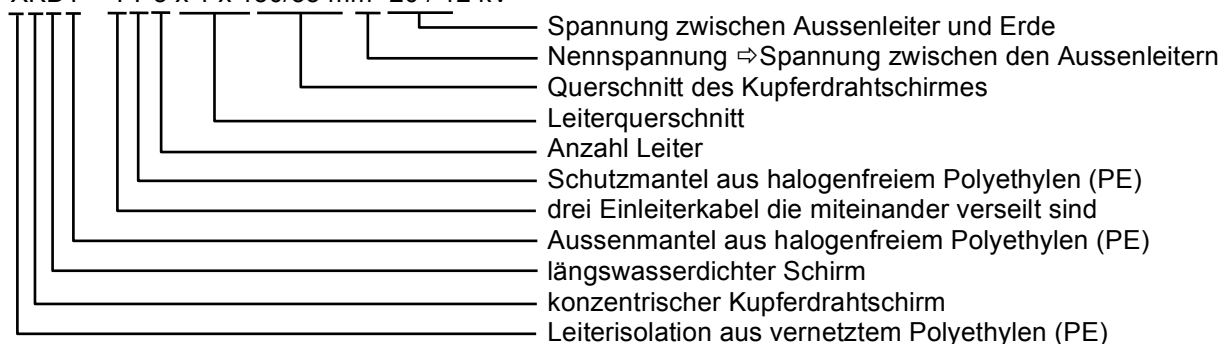 Spannung zwischen Aussenleiter und Erde
Nennspannung ⇨Spannung zwischen den Aussenleitern
Querschnitt des Kupferdrahtschirmes
Leiterquerschnitt
Anzahl Leiter
Schutzmantel aus halogenfreiem Polyethylen (PE)
drei Einleiterkabel die miteinander verseilt sind
Aussenmantel aus halogenfreiem Polyethylen (PE)
längswasserdichter Schirm
konzentrischer Kupferdrahtschirm
Leiterisolation aus vernetztem Polyethylen (PE)